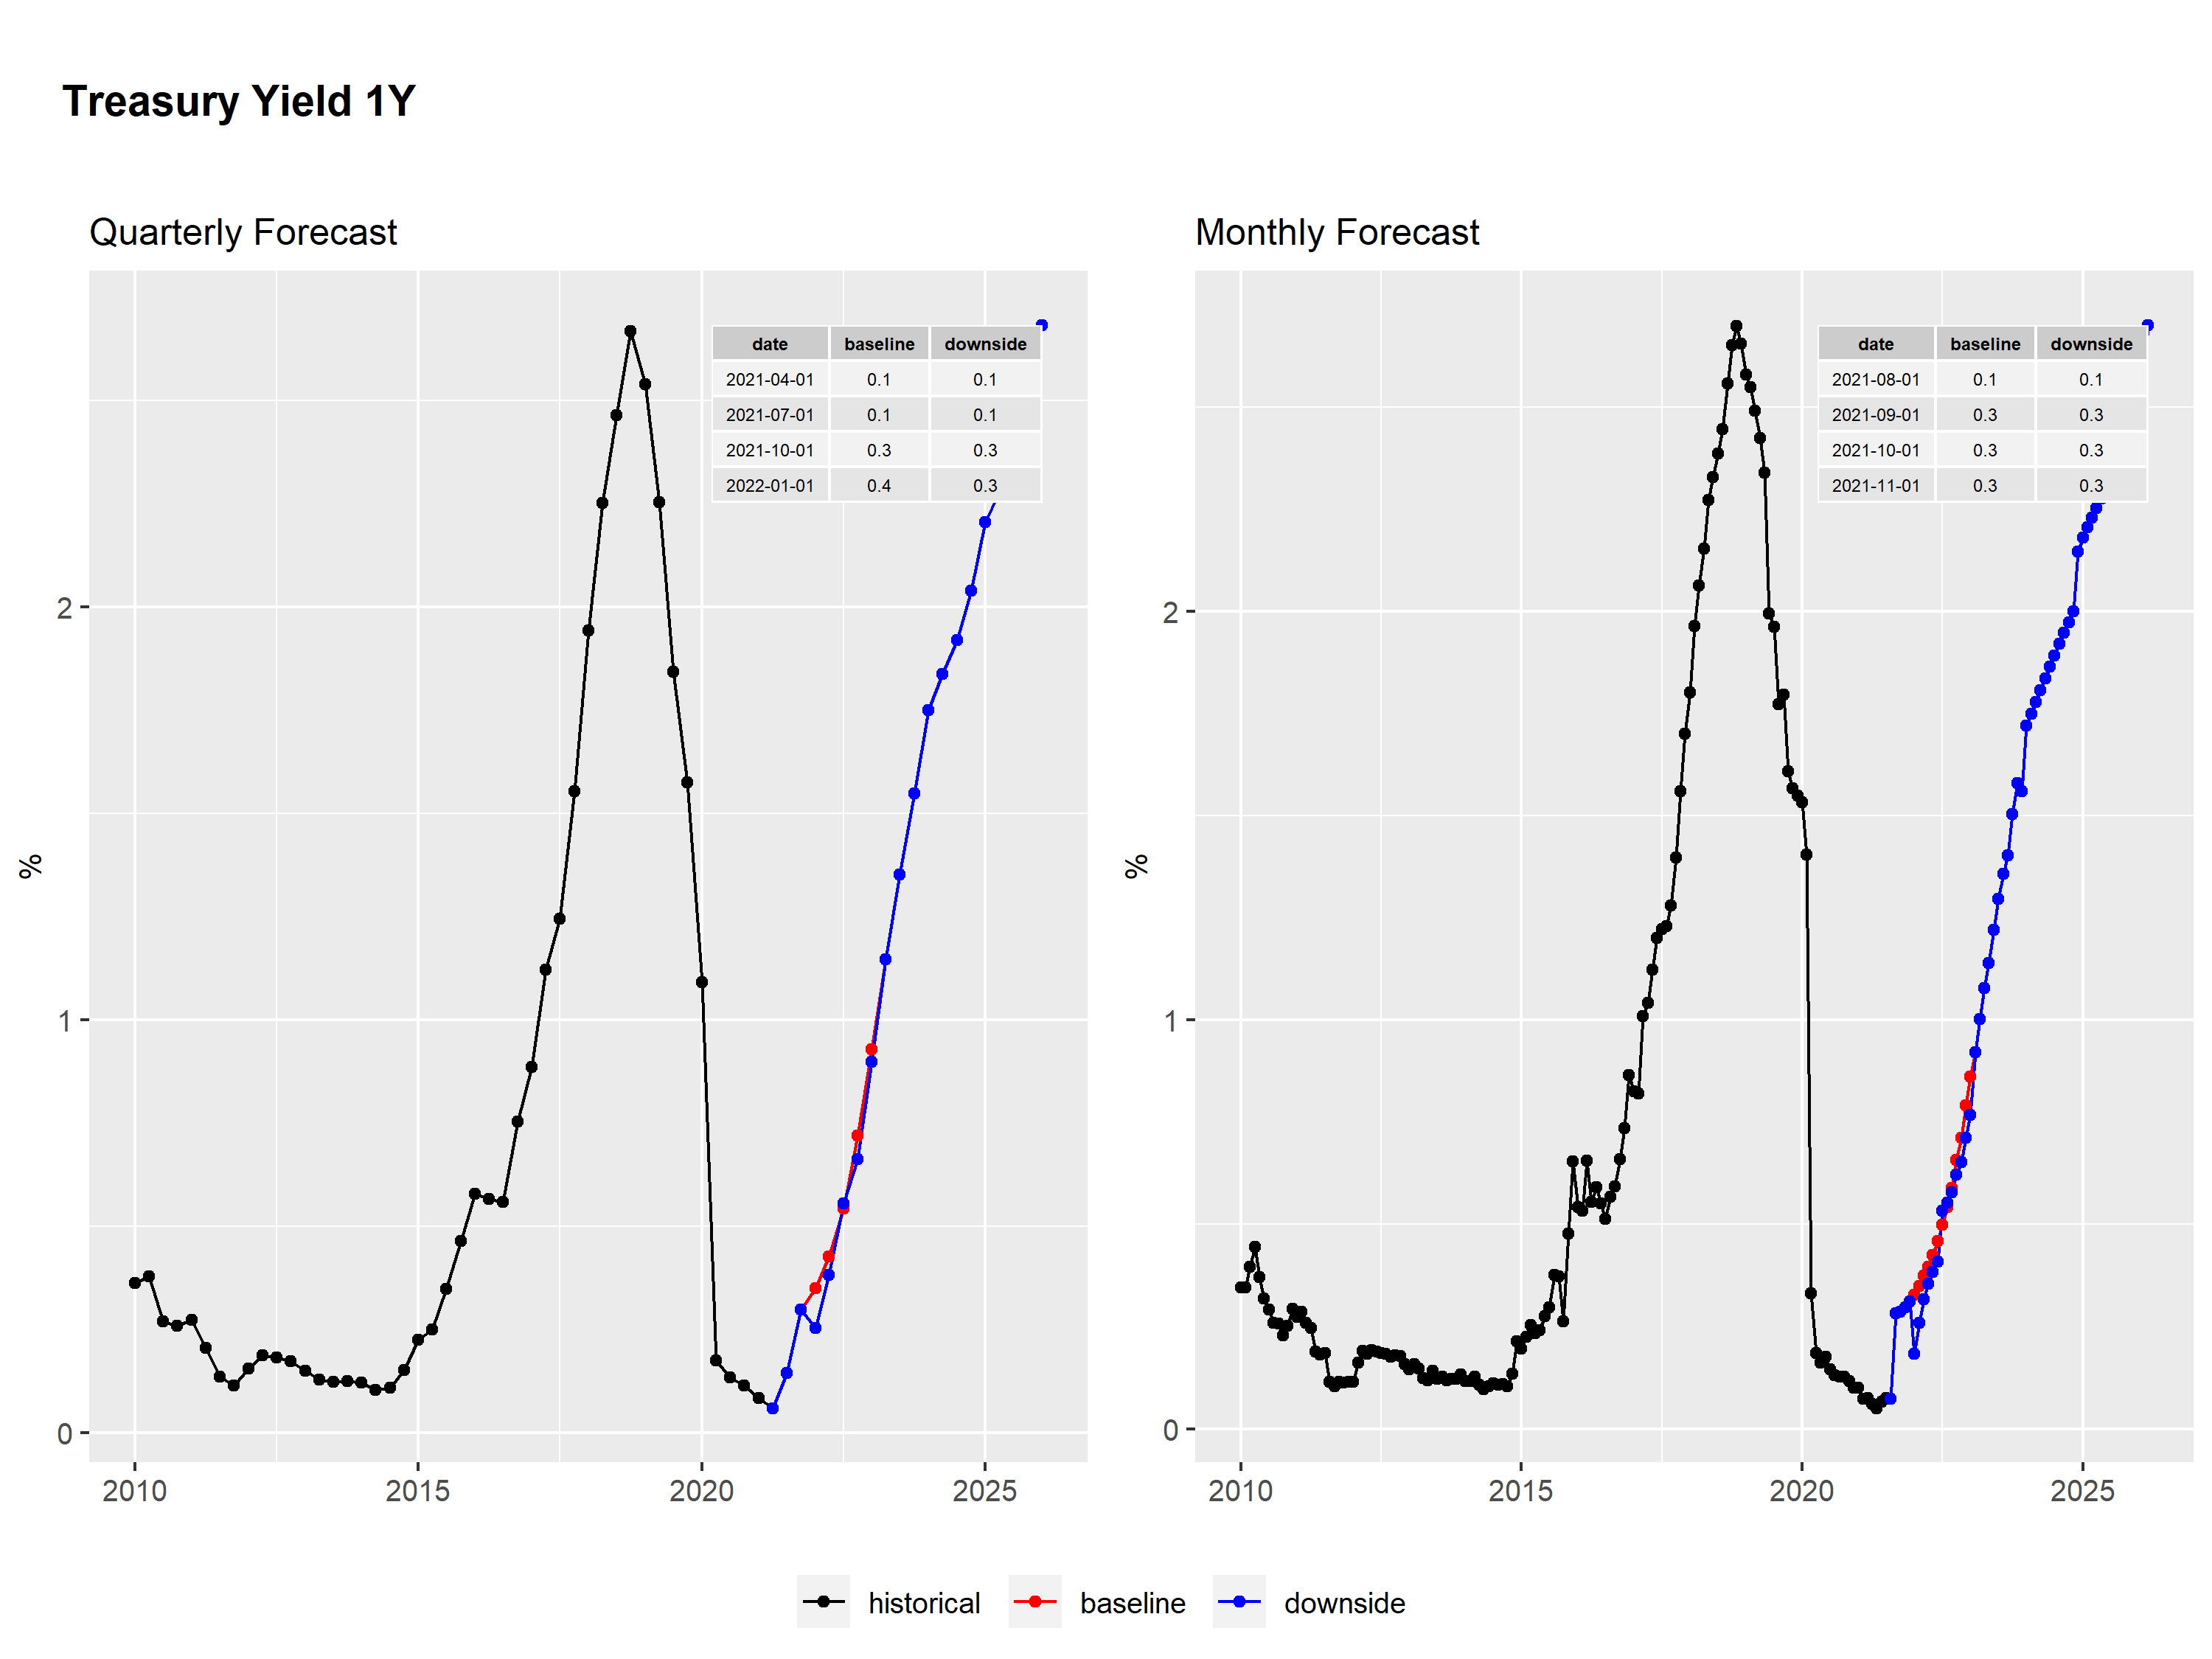 Treasury Yield 1Y
Quarterly Forecast
%
2
1
0
2010 2015 2020 2025
date baseline downside
2021-04-01 0.1 0.1
2021-07-01 0.1 0.1
2021-10-01 0.3 0.3
2022-01-01 0.4 0.3
Monthly Forecast
%
2
1
0
2010 2015 2020 2025
date baseline downside
2021-08-01 0.1 0.1
2021-09-01 0.3 0.3
2021-10-01 0.3 0.3
2021-11-01 0.3 0.3
historical baseline downside